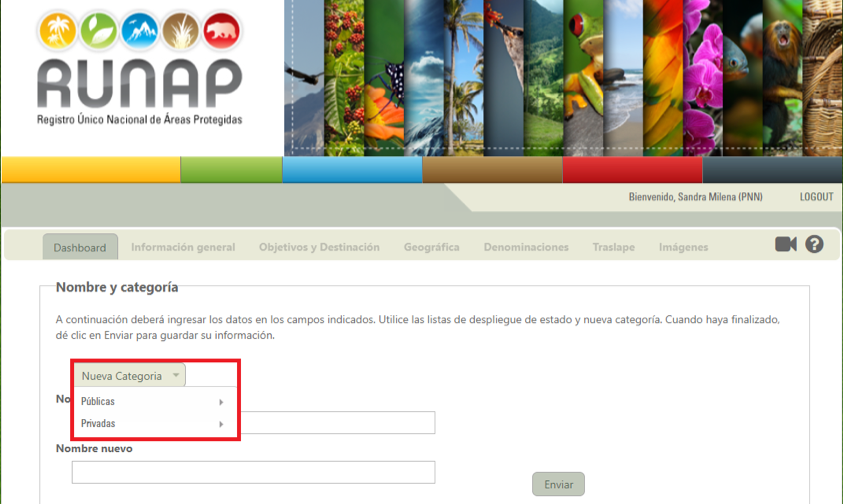 RUNAP
Registro Único Nacional de Áreas Protegidas
Bienvenido, Sandra Milena (PNN) LOGOUT
Dashboard Información general Objetivos y Destinación Geográfica Denominaciones Traslape Imágenes
Nombre y categoría
A continuación deberá ingresar los datos en los campos indicados. Utilice las listas de despliegue de estado y nueva categoría. Cuando haya finalizado,
dé clic en Enviar para guardar su información.
Nueva Categoria
Públicas
No
Privadas
Nombre nuevo
Enviar